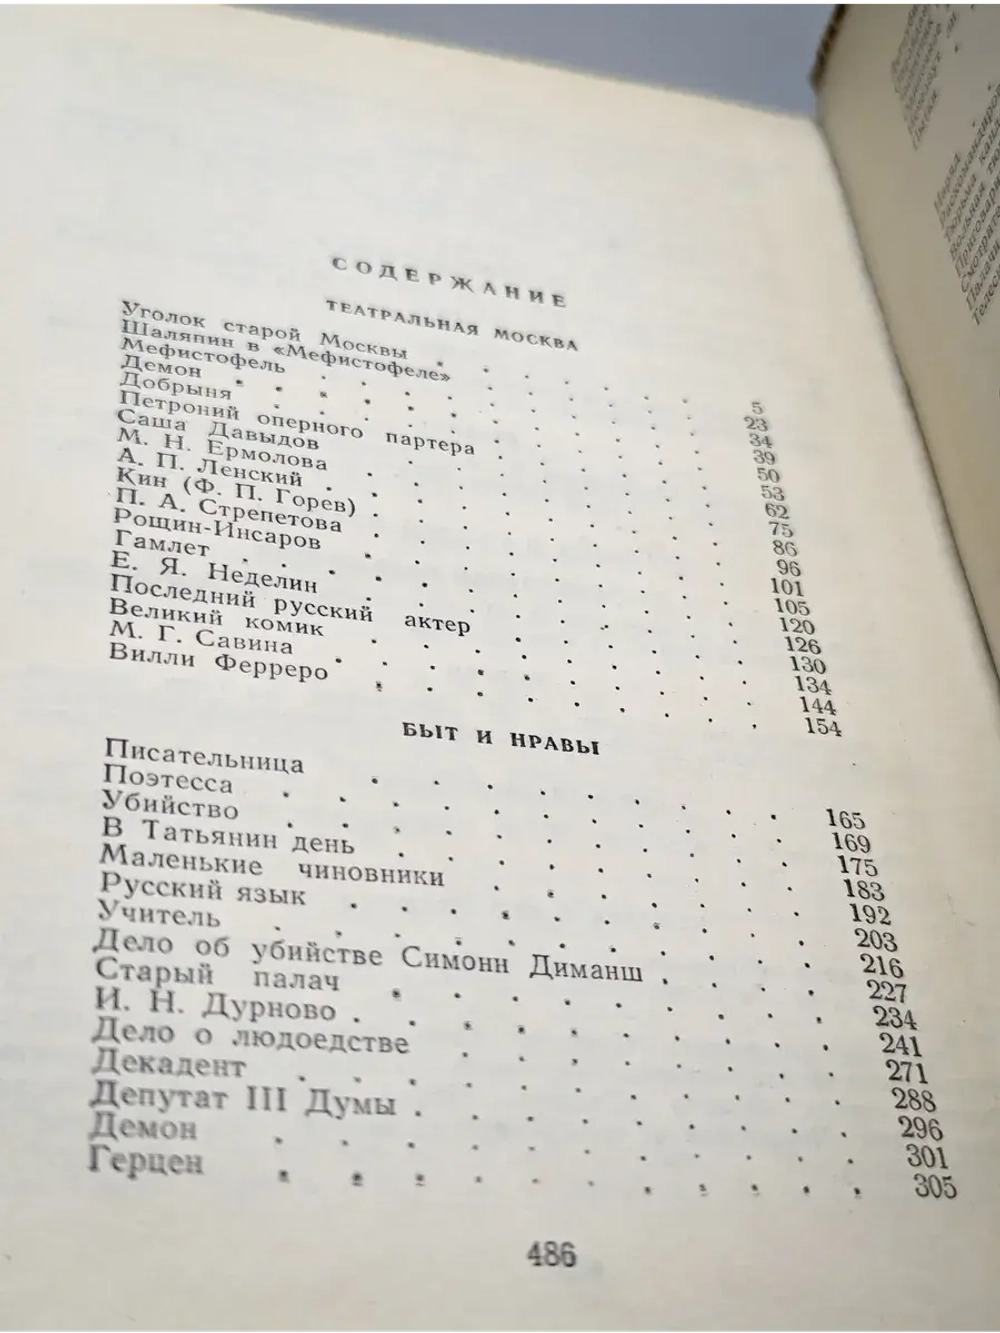 СОДЕРЖАНИЕ
ТЕАТРАЛЬНАЯ МОСКВА
Уголок старой Москвы . . . . . . . 5
Шаляпин в «Мефистофеле» . . . . . . . 23
Мефистофель . . . . . . . 34
Демон . . . . . . . 39
Добрыня . . . . . . . 50
Петроний оперного партера . . . . . . . 53
Саша Давыдов . . . . . . . 62
М. Н. Ермолова . . . . . . . 75
А. П. Ленский . . . . . . . 86
Кин (Ф. П. Горев) . . . . . . . 96
П. А. Стрепетова . . . . . . . 101
Рощин-Инсаров . . . . . . . 105
Гамлет . . . . . . . 120
Е. Я. Неделин . . . . . . . 126
Последний русский актер . . . . . . . 130
Великий комик . . . . . . . 134
М. Г. Савина . . . . . . . 144
Вилли Ферреро . . . . . . . 154
БЫТ И НРАВЫ
Писательница . . . . . . . 165
Поэтесса . . . . . . . 169
Убийство . . . . . . . 175
В Татьянин день . . . . . . . 183
Маленькие чиновники . . . . . . . 192
Русский язык . . . . . . . 203
Учитель . . . . . . . 216
Дело об убийстве Симонн Диманш . . . . 227
Старый палач . . . . . . . 234
И. Н. Дурново . . . . . . . 241
Дело о людоедстве . . . . . . . 271
Декадент . . . . . . . 288
Депутат III Думы . . . . . . . 296
Демон . . . . . . . 301
Герцен . . . . . . . 305
486
Наряд
Тюрьма
Вольная
Палачи